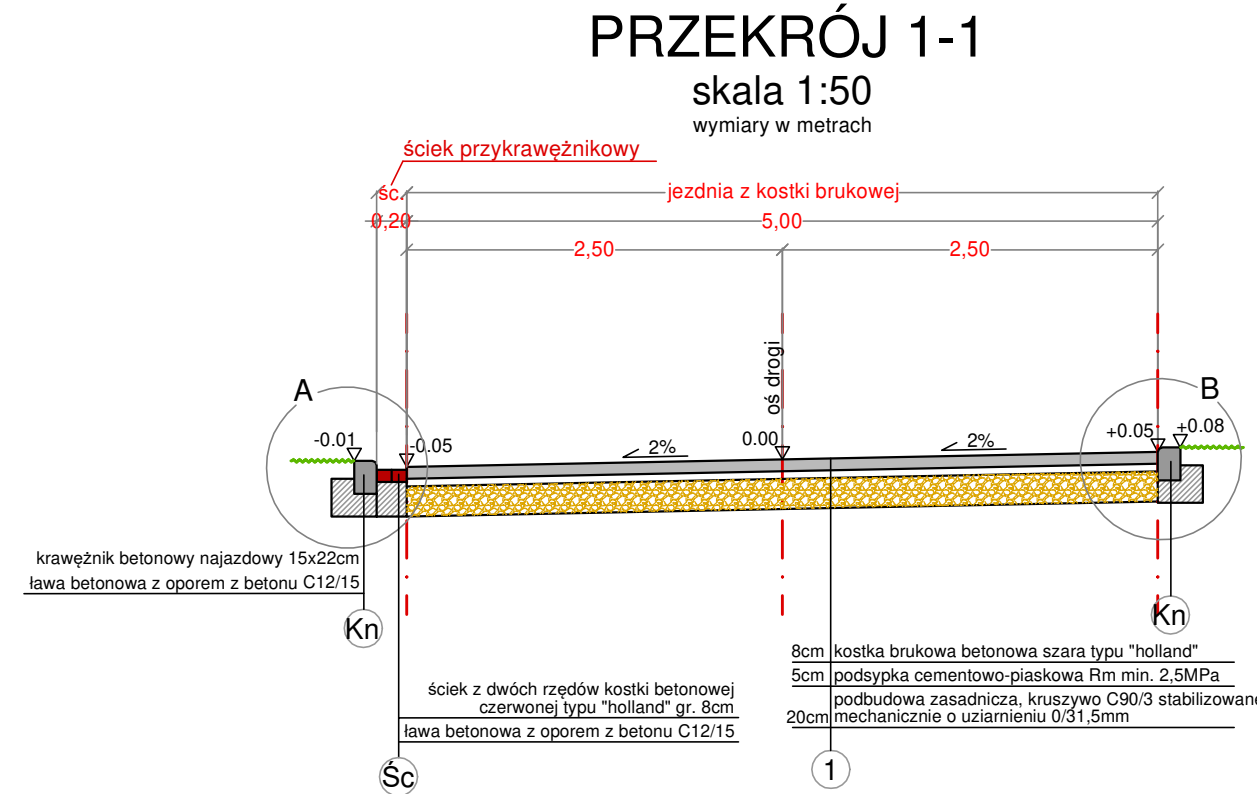 PRZEKRÓJ 1-1
skala 1:50
wymiary w metrach
ściek przykrawężnikowy
śc.
jezdnia z kostki brukowej
0,20
5,00
2,50
2,50
oś drogi
A
B
-0.01
-0.05
2%
0.00
2%
+0.05
+0.08
krawężnik betonowy najazdowy 15x22cm
ława betonowa z oporem z betonu C12/15
Kn
Kn
ściek z dwóch rzędów kostki betonowej
czerwonej typu "holland" gr. 8cm
ława betonowa z oporem z betonu C12/15
Śc
8cm kostka brukowa betonowa szara typu "holland"
5cm podsypka cementowo-piaskowa Rm min. 2,5MPa
podbudowa zasadnicza, kruszywo C90/3 stabilizowane
20cm mechanicznie o uziarnieniu 0/31,5mm
1